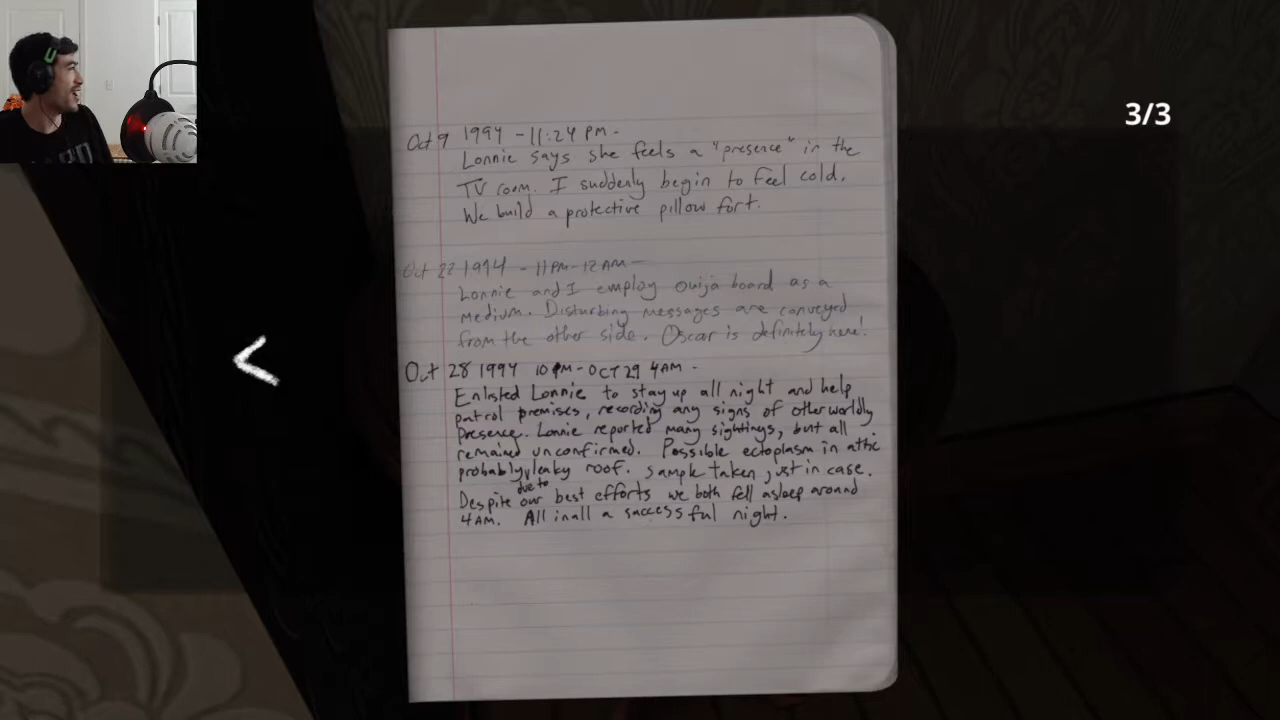 3/3
Oct 9 1994 - 11:24 PM -
Lonnie says she feels a "presence" in the
TV room. I suddenly begin to feel cold.
We build a protective pillow fort.
Oct 22 1994 - 11PM-12AM -
Lonnie and I employ ouija board as a
medium. Disturbing messages are conveyed
from the other side. Oscar is definitely here!
Oct 28 1994 10PM - OCT 29 4AM -
Enlisted Lonnie to stay up all night and help
patrol premises, recording any signs of otherworldly
presence. Lonnie reported many sightings, but all
remained unconfirmed. Possible ectoplasm in attic
probably due to leaky roof. Sample taken just in case.
Despite our best efforts we both fell asleep around
4AM. All in all a successful night.